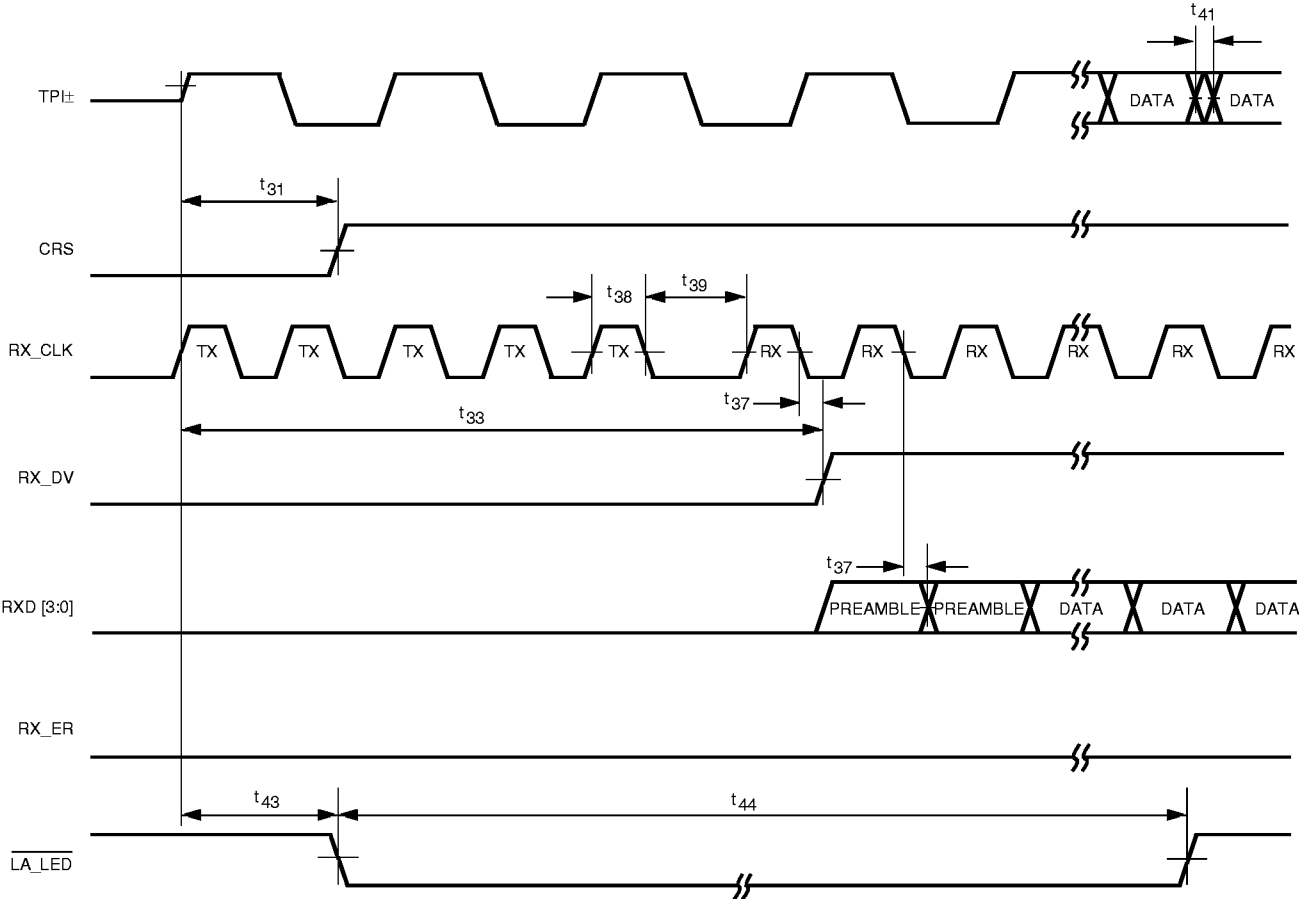 t41
TPI± DATA DATA
t31
CRS
t38 t39
RX_CLK TX TX TX TX TX RX RX RX RX RX RX
t37
t33
RX_DV
t37
RXD [3:0] PREAMBLE PREAMBLE DATA DATA DATA
RX_ER
t43 t44
LA_LED